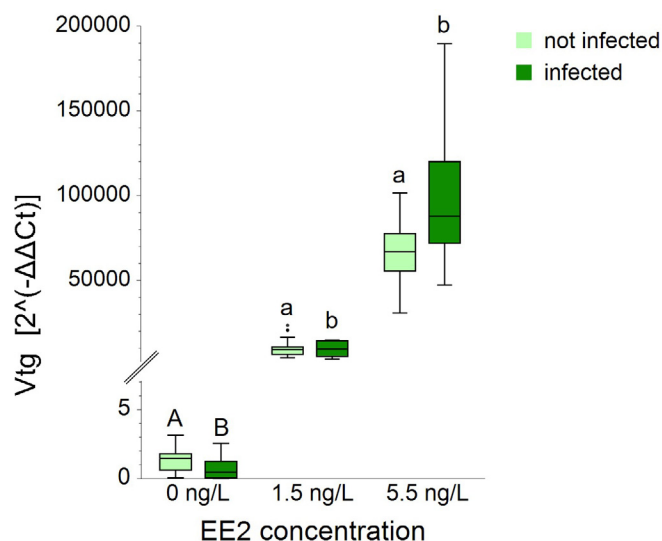 200000
150000
100000
50000
5
0
Vtg [2^(-ΔΔCt)]
not infected
infected
b
a
a
b
A
B
0 ng/L
1.5 ng/L
5.5 ng/L
EE2 concentration